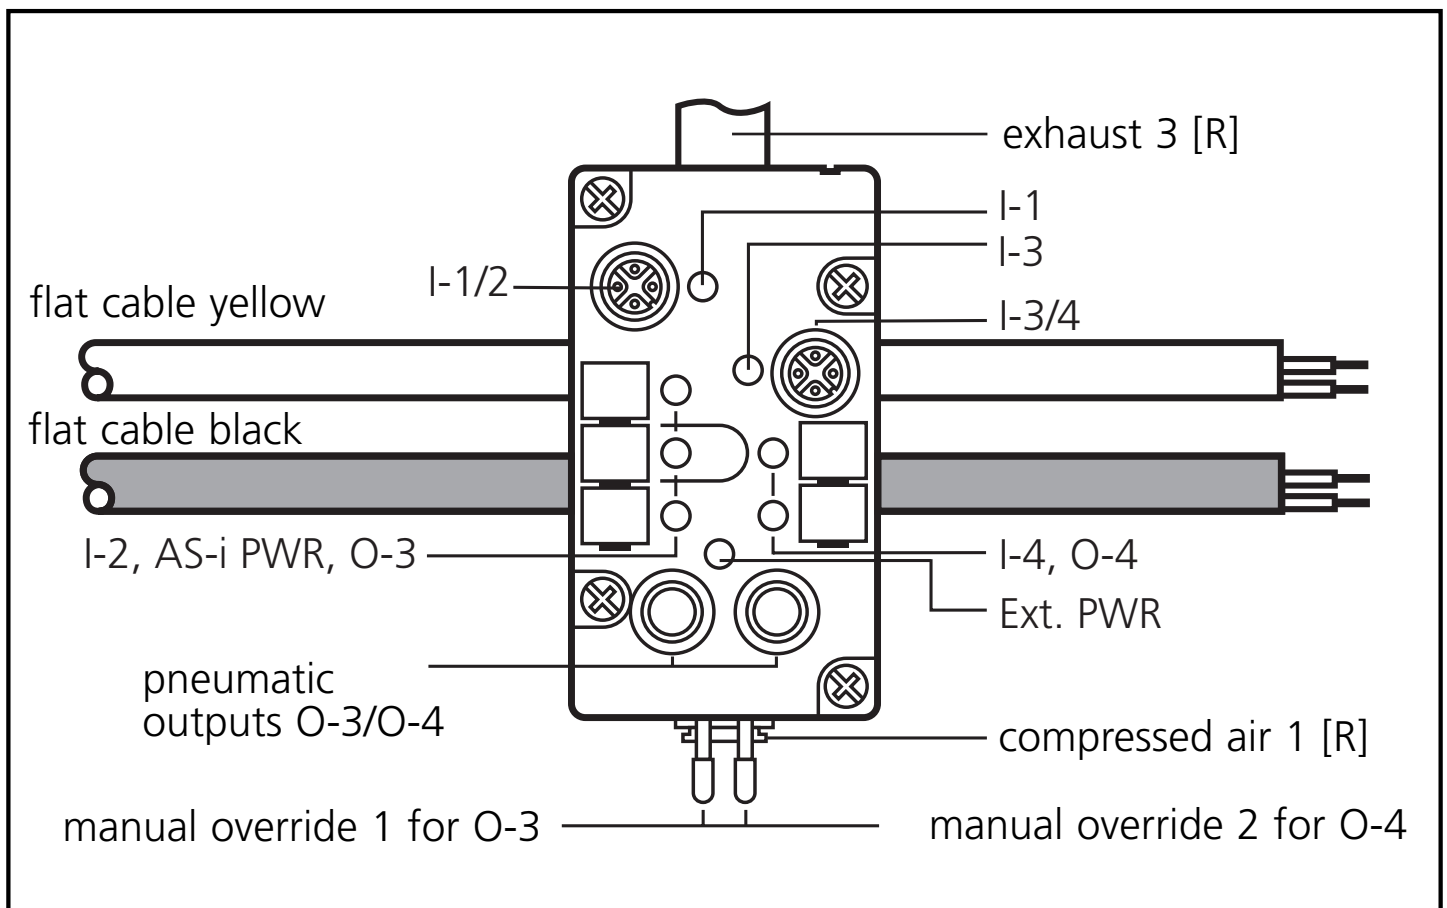 exhaust 3 [R]
I-1
I-3
I-1/2
flat cable yellow
I-3/4
flat cable black
I-2, AS-i PWR, O-3
I-4, O-4
Ext. PWR
pneumatic
outputs O-3/O-4
compressed air 1 [R]
manual override 1 for O-3
manual override 2 for O-4